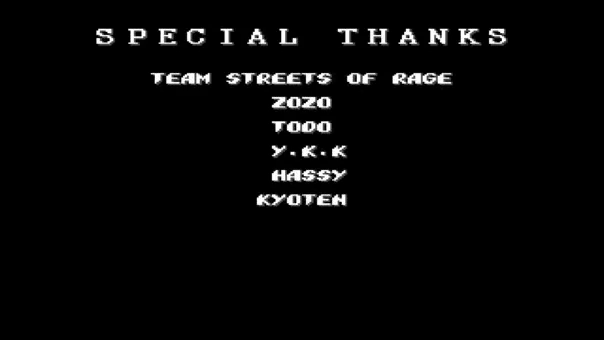 SPECIAL THANKS
TEAM STREETS OF RAGE
ZOZO
TODO
Y.K.K
HASSY
KYOTEN